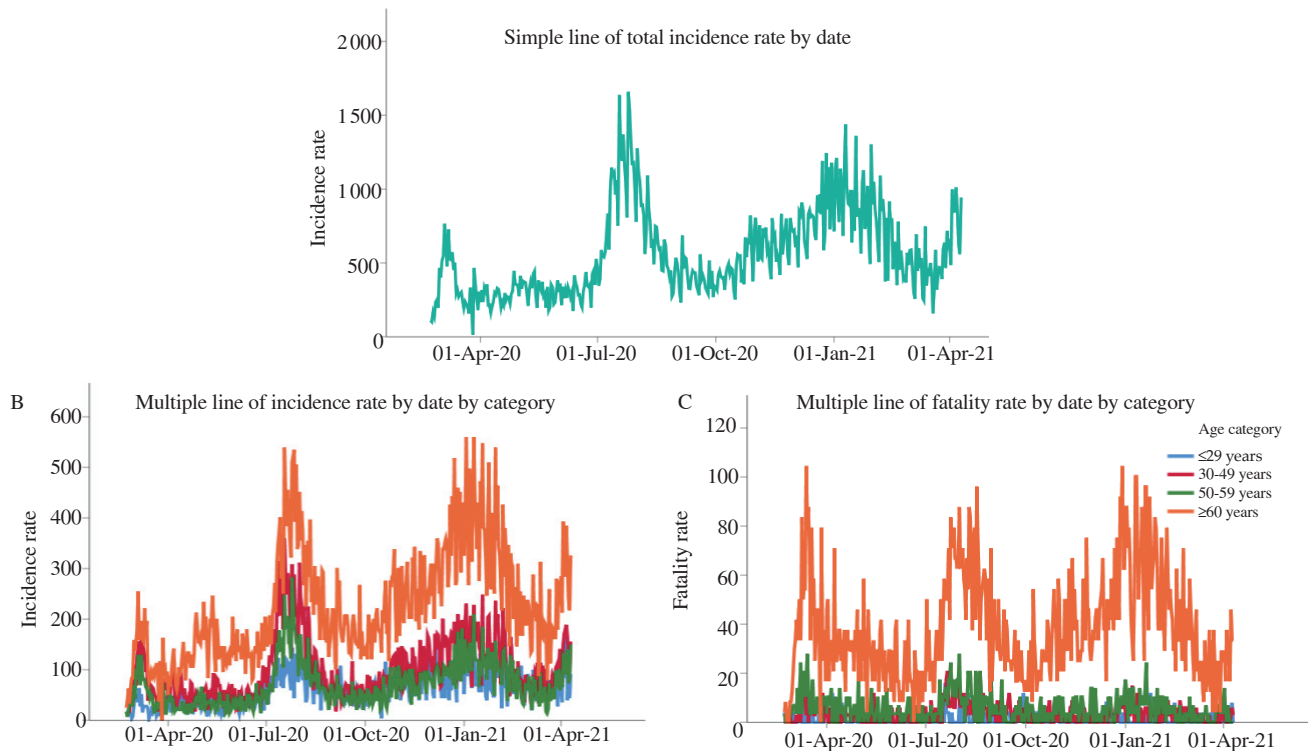 Simple line of total incidence rate by date
2 000
1 500
1 000
500
0
Incidence rate
01-Apr-20 01-Jul-20 01-Oct-20 01-Jan-21 01-Apr-21
B Multiple line of incidence rate by date by category
600
500
400
300
200
100
0
Incidence rate
01-Apr-20 01-Jul-20 01-Oct-20 01-Jan-21 01-Apr-21
C Multiple line of fatality rate by date by category
Age category
≤29 years
30-49 years
50-59 years
≥60 years
120
100
80
60
40
20
0
Fatality rate
01-Apr-20 01-Jul-20 01-Oct-20 01-Jan-21 01-Apr-21